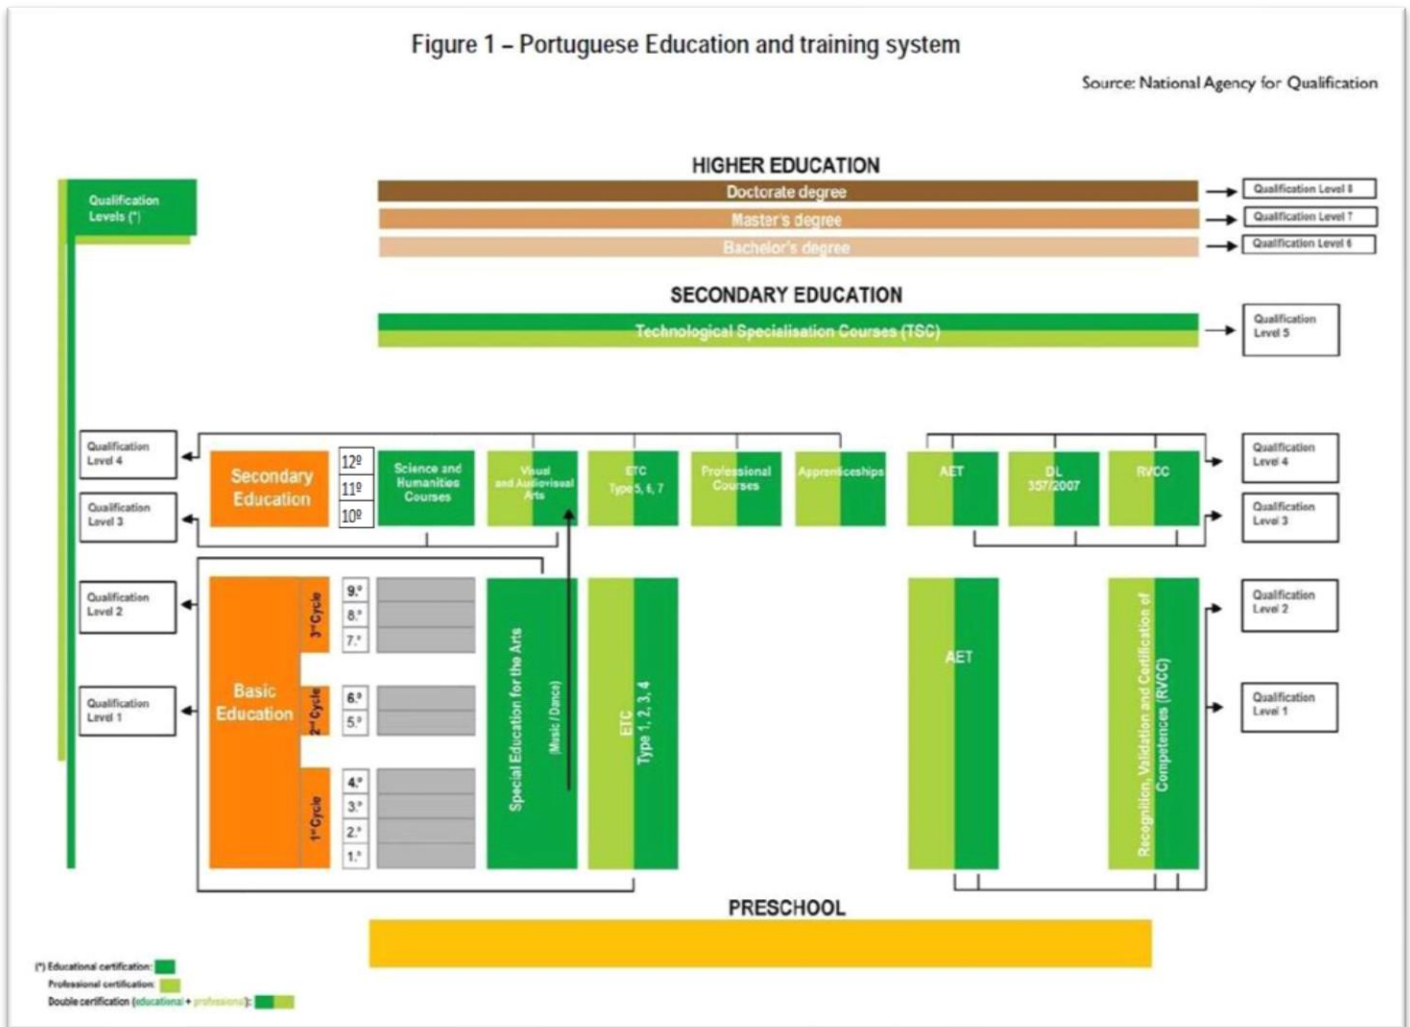 Figure 1 – Portuguese Education and training system
Source: National Agency for Qualification
HIGHER EDUCATION
Doctorate degree
Qualification Level 8
Master's degree
Qualification Level 7
Bachelor's degree
Qualification Level 6
Qualification
Levels (*)
SECONDARY EDUCATION
Technological Specialisation Courses (TSC)
Qualification
Level 5
Qualification
Level 4
Qualification
Level 3
Secondary
Education
12º
11º
10º
Science and
Humanities
Courses
Visual
and Audiovisual
Arts
ETC
Type 5, 6, 7
Professional
Courses
Apprenticeships
AET
DL
357/2007
RVCC
Qualification
Level 4
Qualification
Level 3
Qualification
Level 2
Qualification
Level 1
Basic
Education
3rd Cycle
2nd Cycle
1st Cycle
9.º
8.º
7.º
6.º
5.º
4.º
3.º
2.º
1.º
Special Education for the Arts
(Music / Dance)
ETC
Type 1, 2, 3, 4
AET
Recognition, Validation and Certification of
Competences (RVCC)
Qualification
Level 2
Qualification
Level 1
PRESCHOOL
(*) Educational certification:
Professional certification:
Double certification (educational + professional):